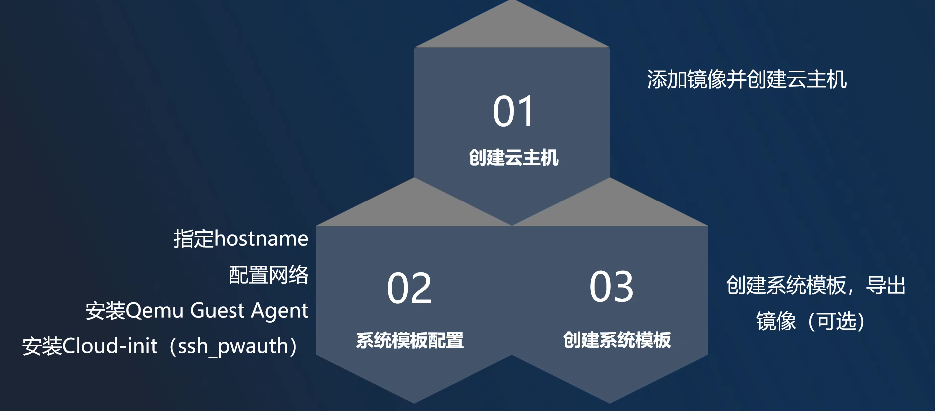 01
创建云主机
添加镜像并创建云主机
指定hostname
配置网络
安装Qemu Guest Agent
安装Cloud-init（ssh_pwauth）
02
系统模板配置
03
创建系统模板
创建系统模板，导出
镜像（可选）